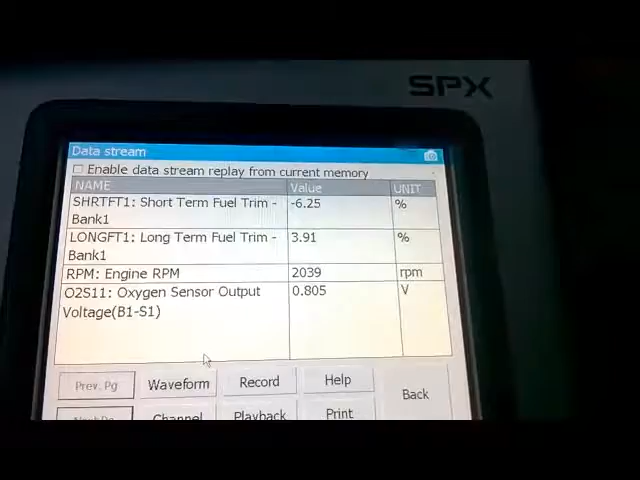 SPX
Data stream
Enable data stream replay from current memory
NAME Value UNIT
SHRTFT1: Short Term Fuel Trim - -6.25 %
Bank1
LONGFT1: Long Term Fuel Trim - 3.91 %
Bank1
RPM: Engine RPM 2039 rpm
O2S11: Oxygen Sensor Output 0.805 V
Voltage(B1-S1)
Prev. Pg Waveform Record Help Back
Channel Playback Print